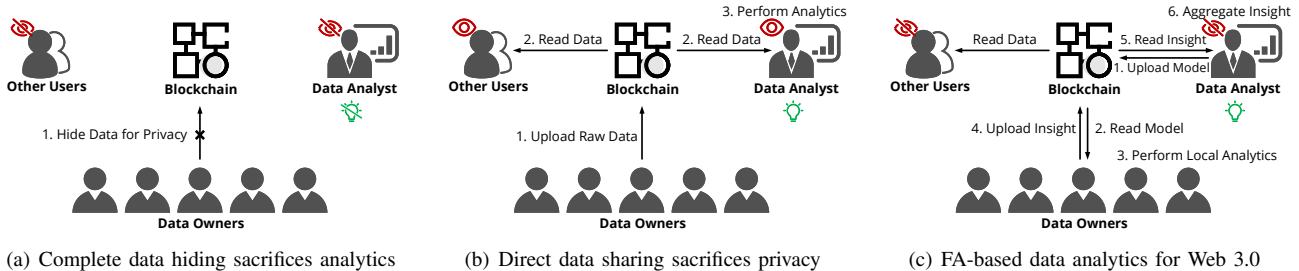 Other Users
Blockchain
Data Analyst
1. Hide Data for Privacy
Data Owners
(a) Complete data hiding sacrifices analytics
3. Perform Analytics
2. Read Data
2. Read Data
Other Users
Blockchain
Data Analyst
1. Upload Raw Data
Data Owners
(b) Direct data sharing sacrifices privacy
6. Aggregate Insight
Read Data
5. Read Insight
1. Upload Model
Other Users
Blockchain
Data Analyst
4. Upload Insight
2. Read Model
3. Perform Local Analytics
Data Owners
(c) FA-based data analytics for Web 3.0